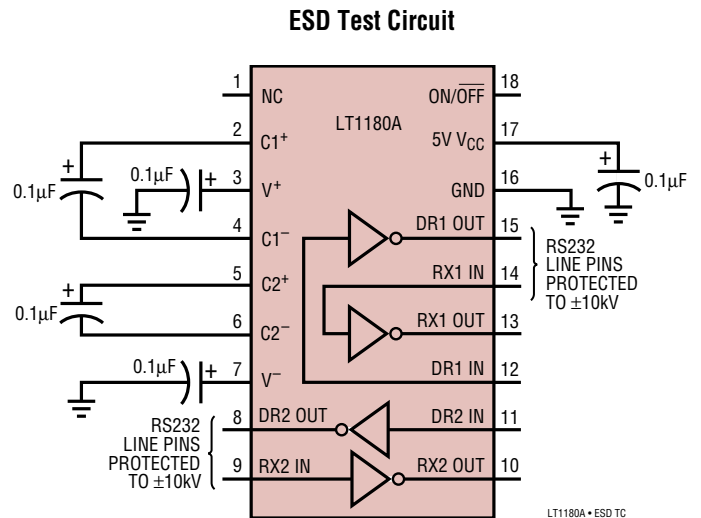 ESD Test Circuit
1 NC
ON/OFF 18
LT1180A
2 C1+
5V VCC 17
0.1µF
+
0.1µF
+
3 V+
GND 16
+
0.1µF
4 C1–
DR1 OUT 15
RX1 IN 14
RS232
LINE PINS
PROTECTED
TO ±10kV
5 C2+
0.1µF
+
6 C2–
RX1 OUT 13
0.1µF
+
7 V–
DR1 IN 12
8 DR2 OUT
DR2 IN 11
RS232
LINE PINS
PROTECTED
TO ±10kV
9 RX2 IN
RX2 OUT 10
LT1180A • ESD TC